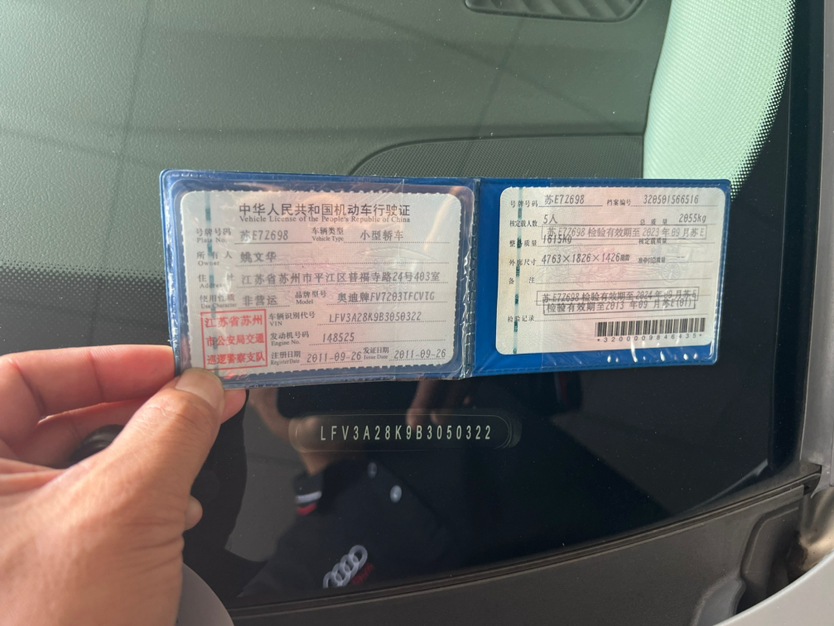 中华人民共和国机动车行驶证
Vehicle License of the People's Republic of China
号牌号码 苏E7Z698 车辆类型 小型轿车
Plate No. Vehicle Type
所有人 姚文华
Owner
住址 江苏省苏州市平江区普福寺路24号403室
Address
使用性质 非营运 品牌型号 奥迪牌FV7203TFCVTG
Use Character Model
江苏省苏州
市公安局交通
巡逻警察支队
车辆识别代号 LFV3A28K9B3050322
VIN
发动机号码 148525
Engine No.
注册日期 2011-09-26 发证日期 2011-09-26
Register Date Issue Date
号牌号码 苏E7Z698 档案编号 320501566516
核定载人数 5人 总质量 2055kg
苏E7Z698 检验有效期至 2023年09月苏E
整备质量 1615kg 核定载质量
外廓尺寸 4763×1826×1426
备注
苏E7Z698 检验有效期至 2024年09月苏E
检验有效期至 2013年09月苏E(01)
检验记录
LFV3A28K9B3050322